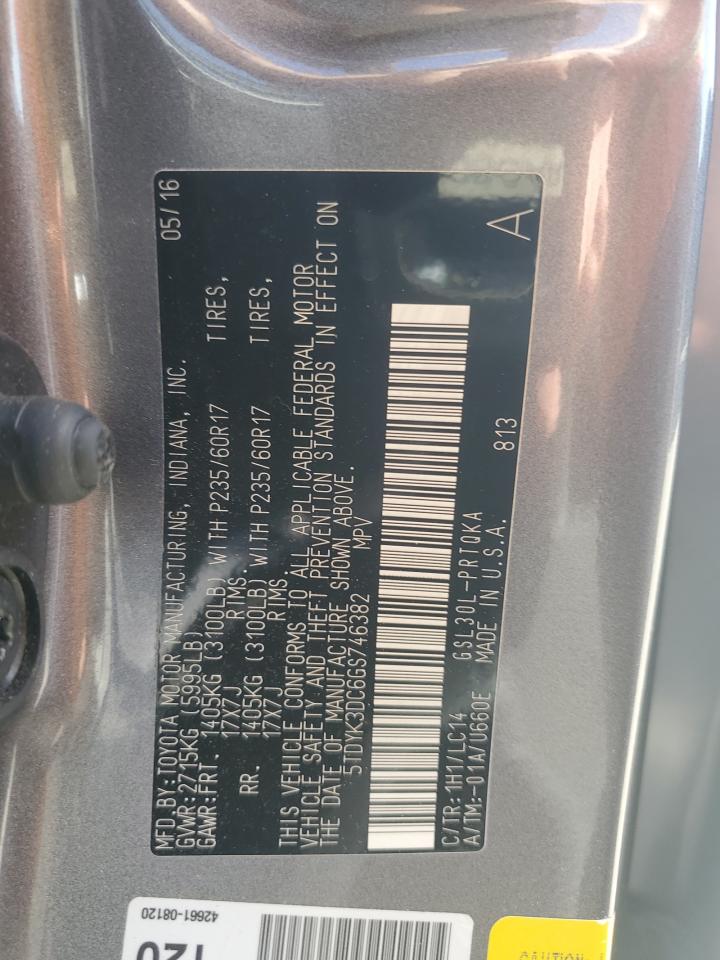 MFD.BY:TOYOTA MOTOR MANUFACTURING, INDIANA, INC. 05/16
GVWR:2715KG (5995LB)
GAWR:FRT. 1405KG (3100LB) WITH P235/60R17 TIRES,
17X7J RIMS
RR. 1405KG (3100LB) WITH P235/60R17 TIRES,
17X7J RIMS
THIS VEHICLE CONFORMS TO ALL APPLICABLE FEDERAL MOTOR
VEHICLE SAFETY AND THEFT PREVENTION STANDARDS IN EFFECT ON
THE DATE OF MANUFACTURE SHOWN ABOVE.
5TDYK3DC6GS746382 MPV
C/TR:1H1/LC14 GSL30L-PRTQKA 813
A/TM:-01A/U660E MADE IN U.S.A. A
42661-08120
120
CAUTION: